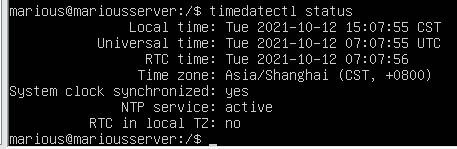 marious@mariousserver:/$ timedatectl status
Local time: Tue 2021-10-12 15:07:55 CST
Universal time: Tue 2021-10-12 07:07:55 UTC
RTC time: Tue 2021-10-12 07:07:56
Time zone: Asia/Shanghai (CST, +0800)
System clock synchronized: yes
NTP service: active
RTC in local TZ: no
marious@mariousserver:/$ _